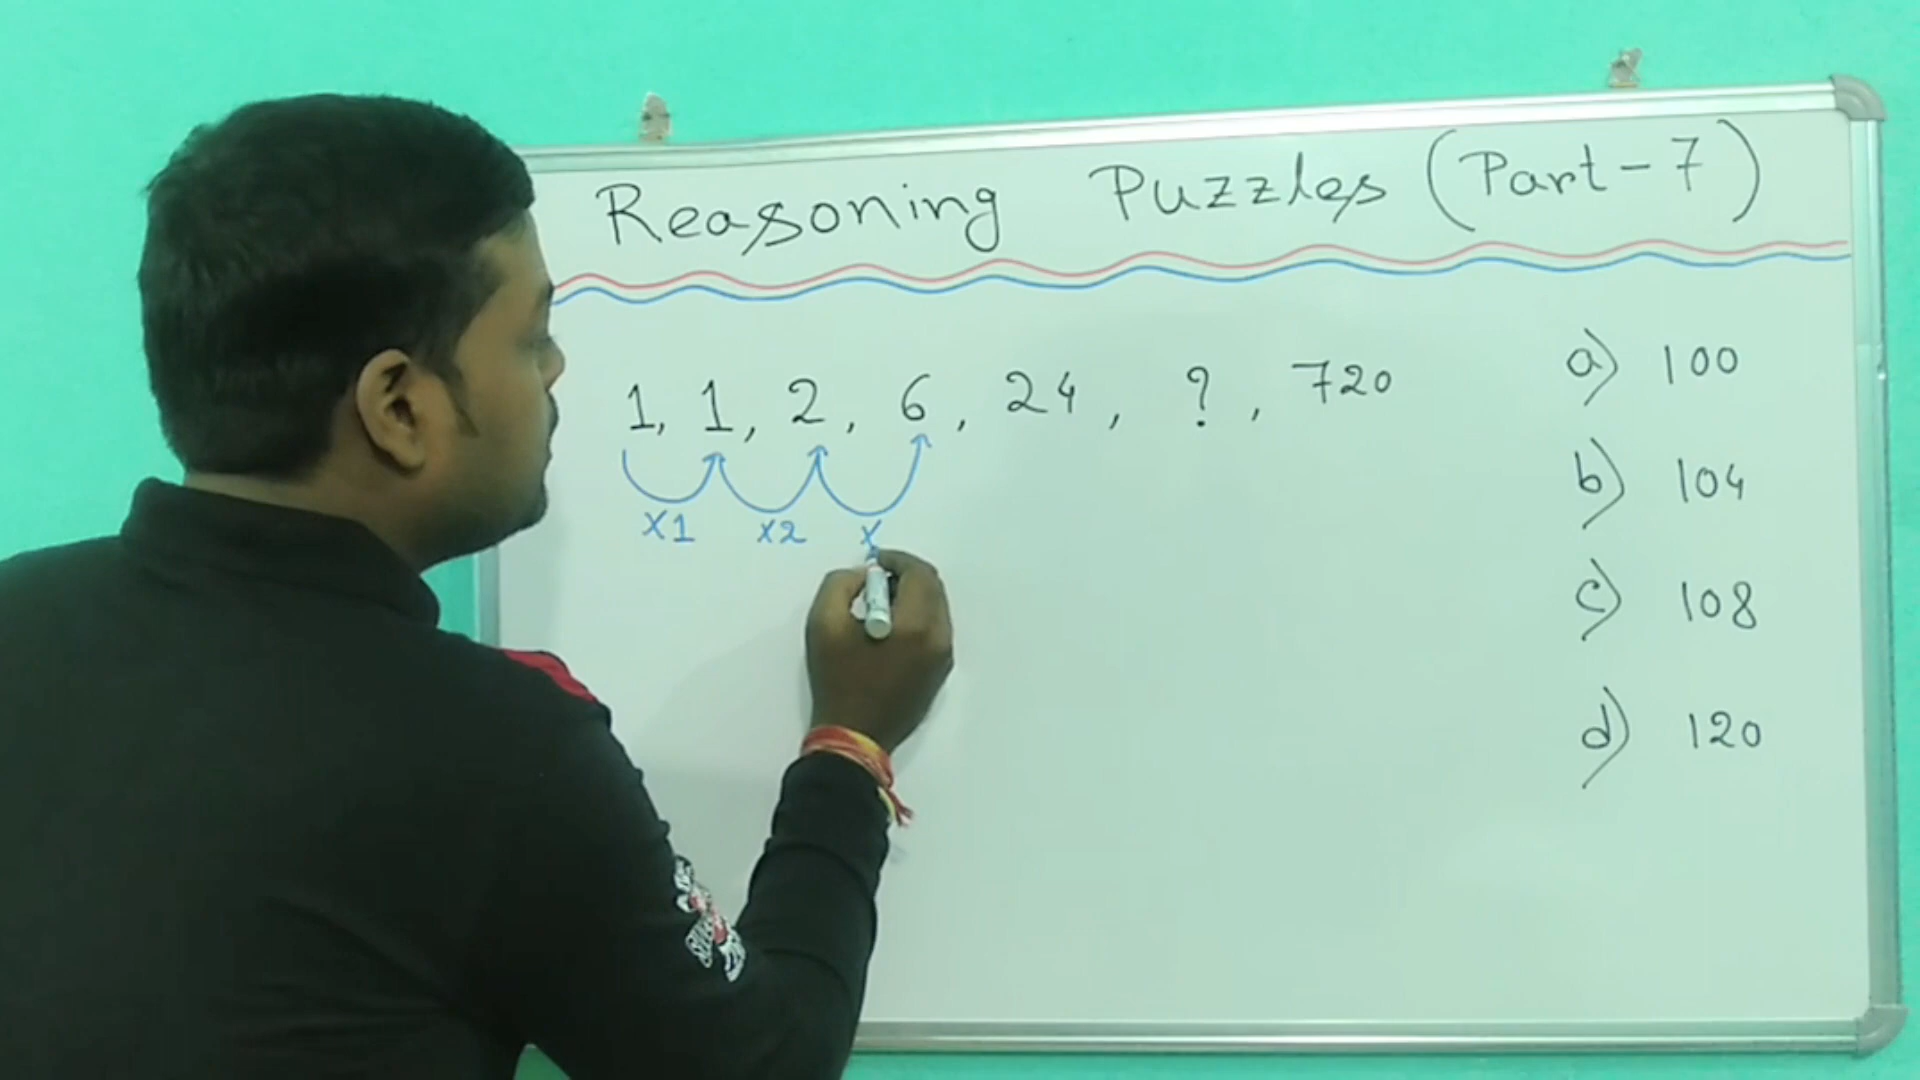 Reasoning Puzzles (Part-7)
1, 1, 2, 6, 24, ?, 720
x1 x2 x
a) 100
b) 104
c) 108
d) 120